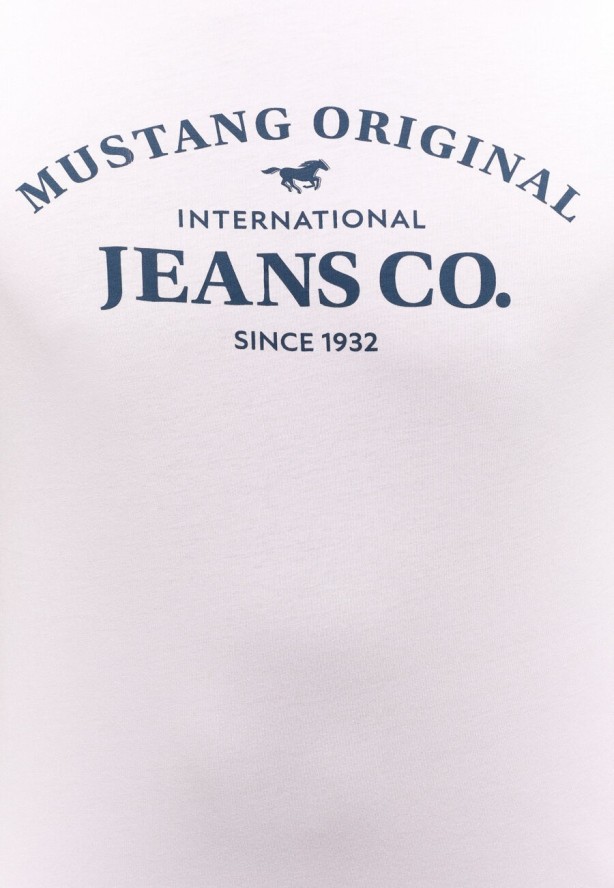 MUSTANG ORIGINAL
INTERNATIONAL
JEANS CO.
SINCE 1932